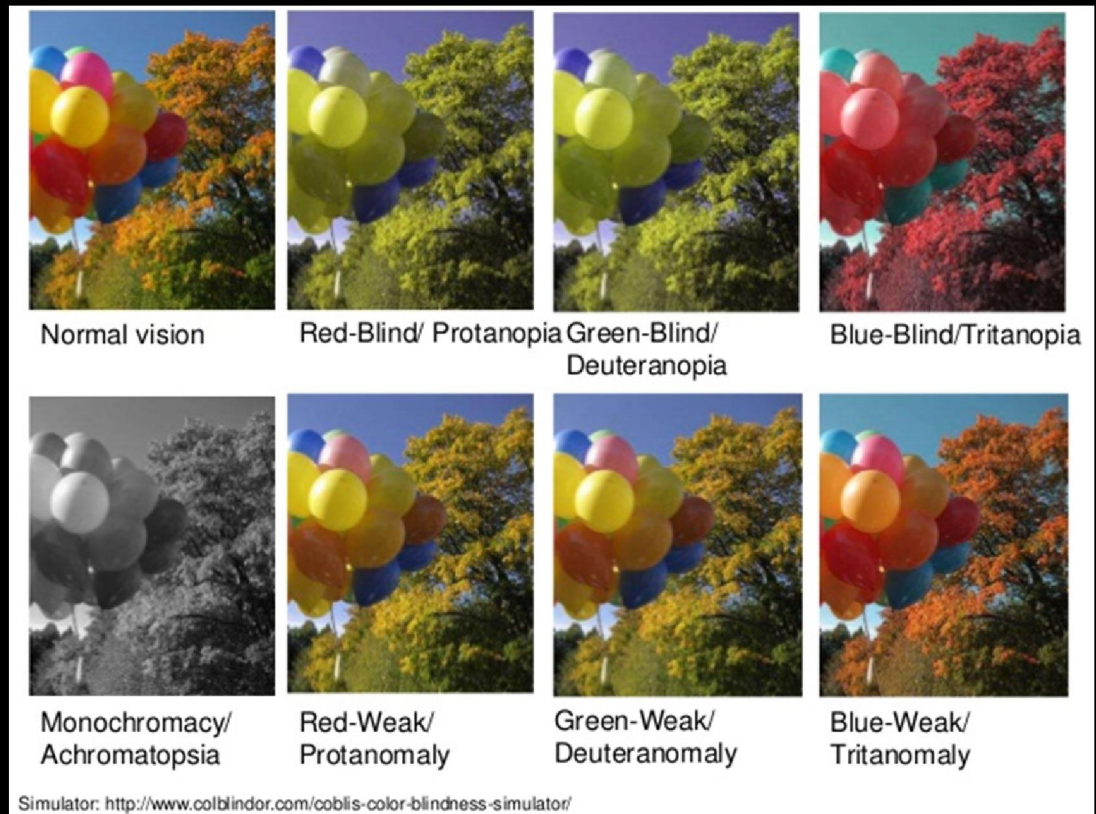 Normal vision
Red-Blind/ Protanopia
Green-Blind/
Deuteranopia
Blue-Blind/Tritanopia
Monochromacy/
Achromatopsia
Red-Weak/
Protanomaly
Green-Weak/
Deuteranomaly
Blue-Weak/
Tritanomaly
Simulator: http://www.colblindor.com/coblis-color-blindness-simulator/